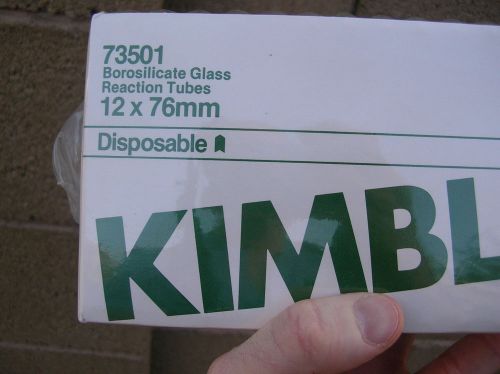 73501
Borosilicate Glass
Reaction Tubes
12 x 76mm
Disposable
KIMBL